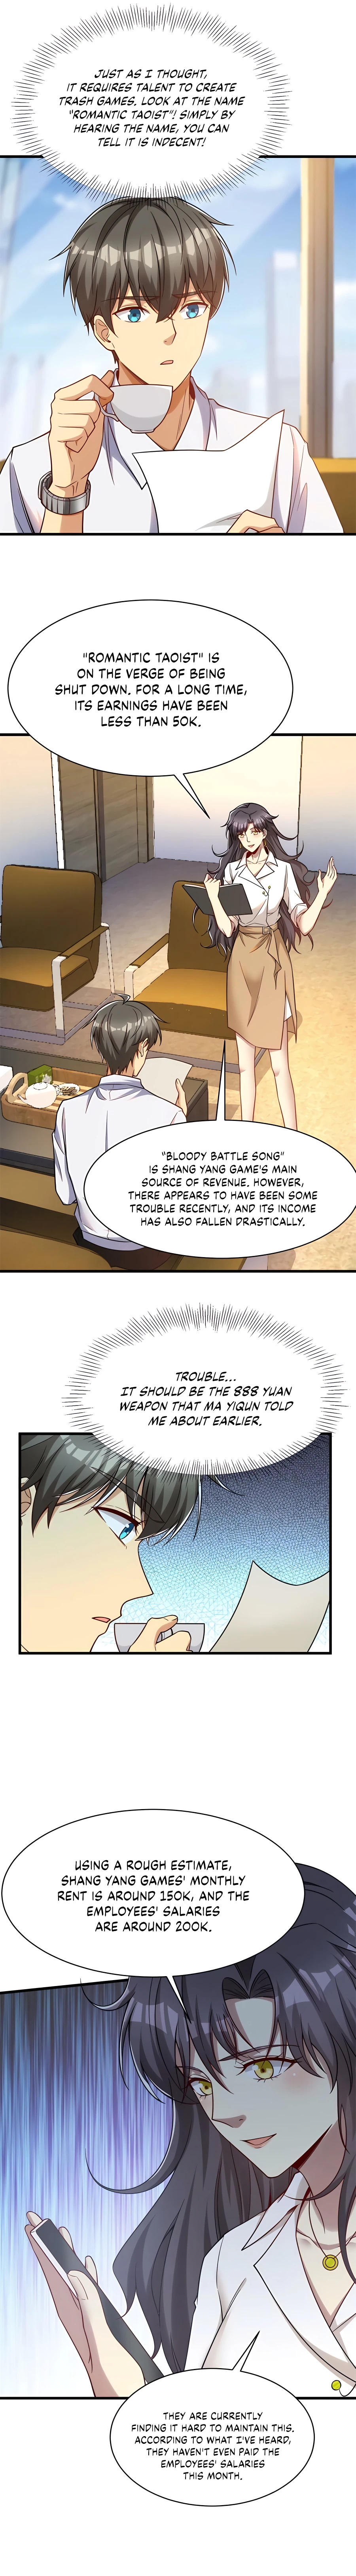 JUST AS I THOUGHT,
IT REQUIRES TALENT TO CREATE
TRASH GAMES. LOOK AT THE NAME
"ROMANTIC TAOIST"! SIMPLY BY
HEARING THE NAME, YOU CAN
TELL IT IS INDECENT!
"ROMANTIC TAOIST" IS
ON THE VERGE OF BEING
SHUT DOWN. FOR A LONG TIME,
ITS EARNINGS HAVE BEEN
LESS THAN 50K.
"BLOODY BATTLE SONG"
IS SHANG YANG GAME'S MAIN
SOURCE OF REVENUE. HOWEVER,
THERE APPEARS TO HAVE BEEN SOME
TROUBLE RECENTLY, AND ITS INCOME
HAS ALSO FALLEN DRASTICALLY.
TROUBLE...
IT SHOULD BE THE 888 YUAN
WEAPON THAT MA YIQUN TOLD
ME ABOUT EARLIER.
USING A ROUGH ESTIMATE,
SHANG YANG GAMES' MONTHLY
RENT IS AROUND 150K, AND THE
EMPLOYEES' SALARIES
ARE AROUND 200K.
THEY ARE CURRENTLY
FINDING IT HARD TO MAINTAIN THIS.
ACCORDING TO WHAT I'VE HEARD,
THEY HAVEN'T EVEN PAID THE
EMPLOYEES' SALARIES
THIS MONTH.